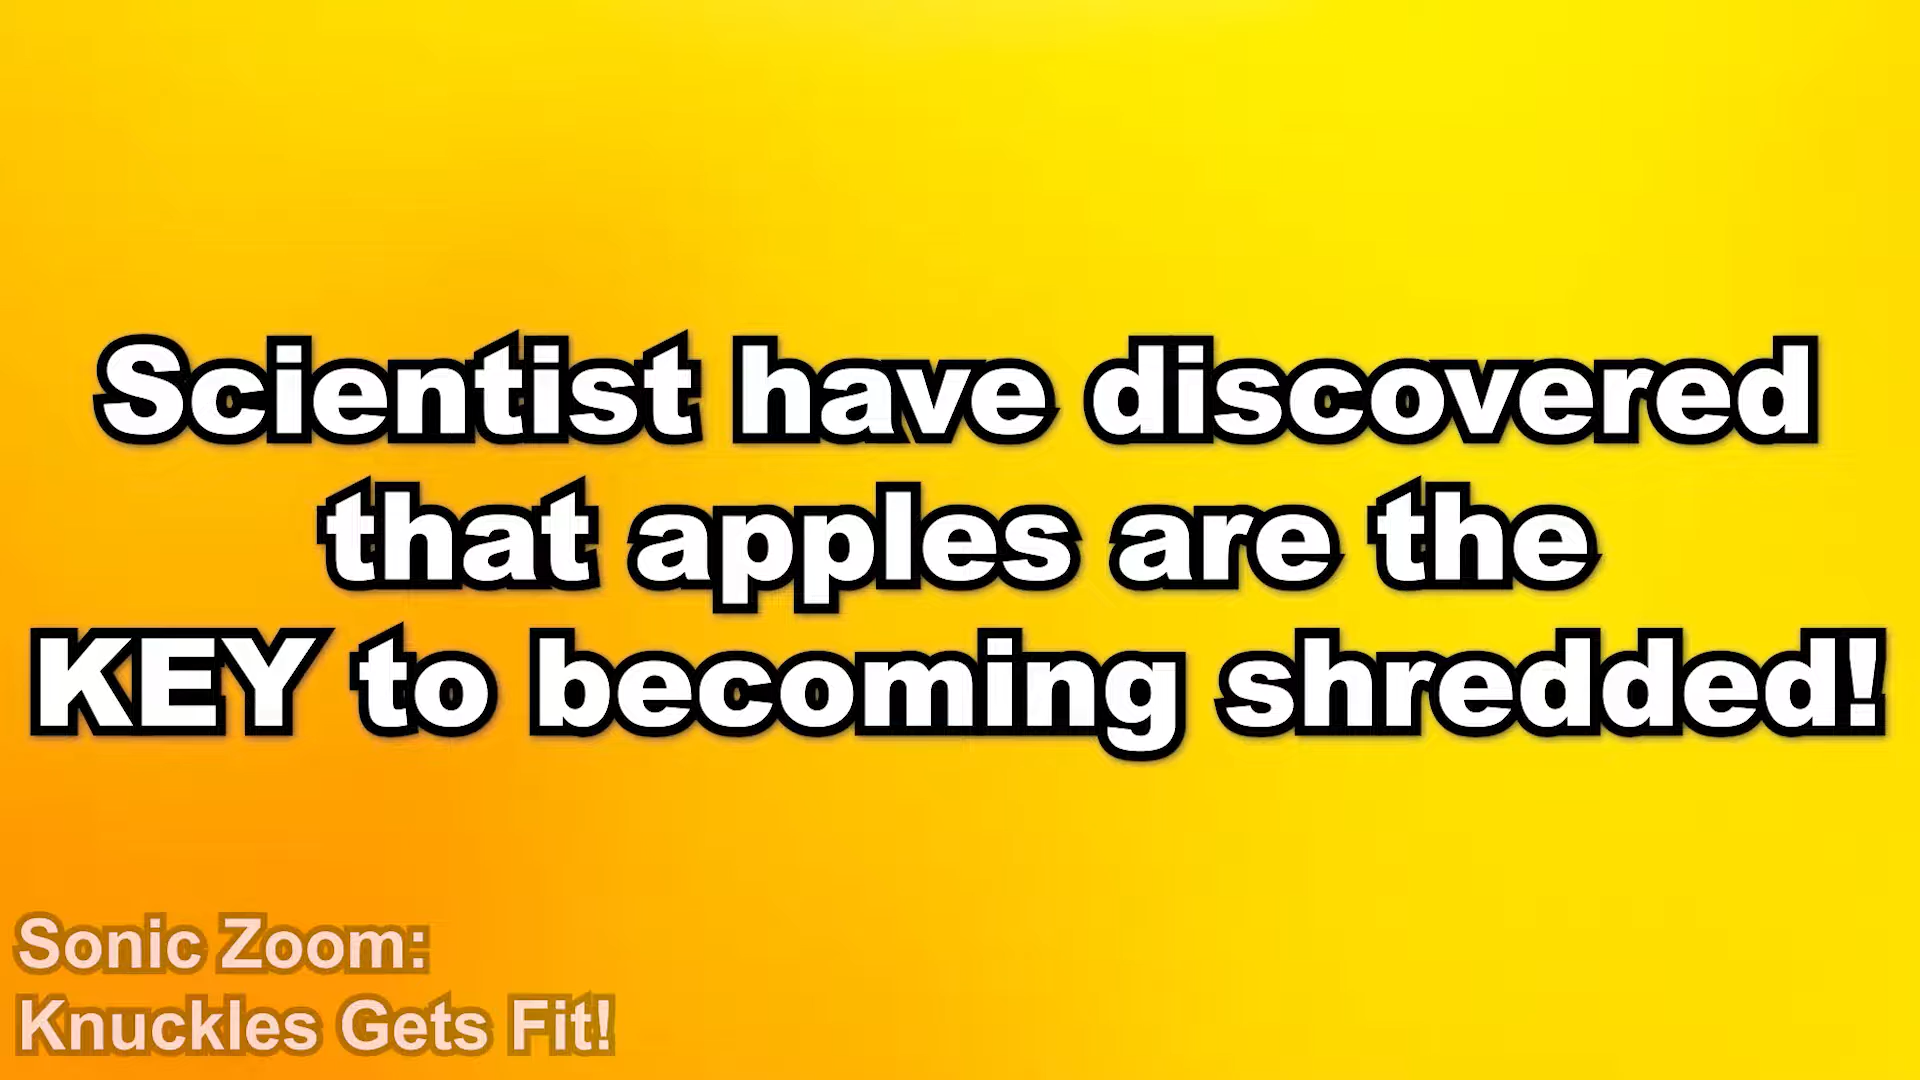 Scientist have discovered
that apples are the
KEY to becoming shredded!
Sonic Zoom:
Knuckles Gets Fit!